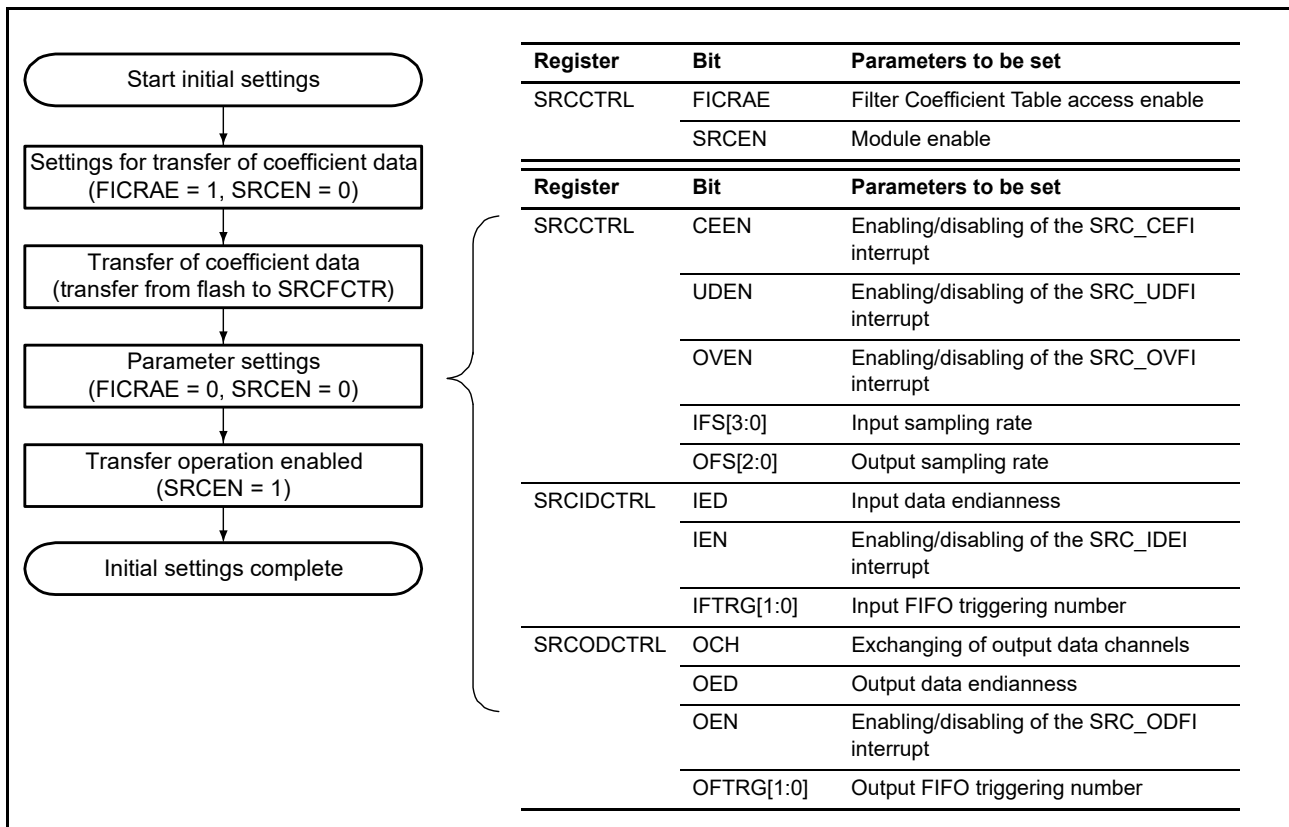 Start initial settings
Settings for transfer of coefficient data
(FICRAE = 1, SRCEN = 0)
Transfer of coefficient data
(transfer from flash to SRCFCTR)
Parameter settings
(FICRAE = 0, SRCEN = 0)
Transfer operation enabled
(SRCEN = 1)
Initial settings complete
Register Bit Parameters to be set
SRCCTRL FICRAE Filter Coefficient Table access enable
SRCEN Module enable
Register Bit Parameters to be set
SRCCTRL CEEN Enabling/disabling of the SRC_CEFI
interrupt
UDEN Enabling/disabling of the SRC_UDFI
interrupt
OVEN Enabling/disabling of the SRC_OVFI
interrupt
IFS[3:0] Input sampling rate
OFS[2:0] Output sampling rate
SRCIDCTRL IED Input data endianness
IEN Enabling/disabling of the SRC_IDEI
interrupt
IFTRG[1:0] Input FIFO triggering number
SRCODCTRL OCH Exchanging of output data channels
OED Output data endianness
OEN Enabling/disabling of the SRC_ODFI
interrupt
OFTRG[1:0] Output FIFO triggering number